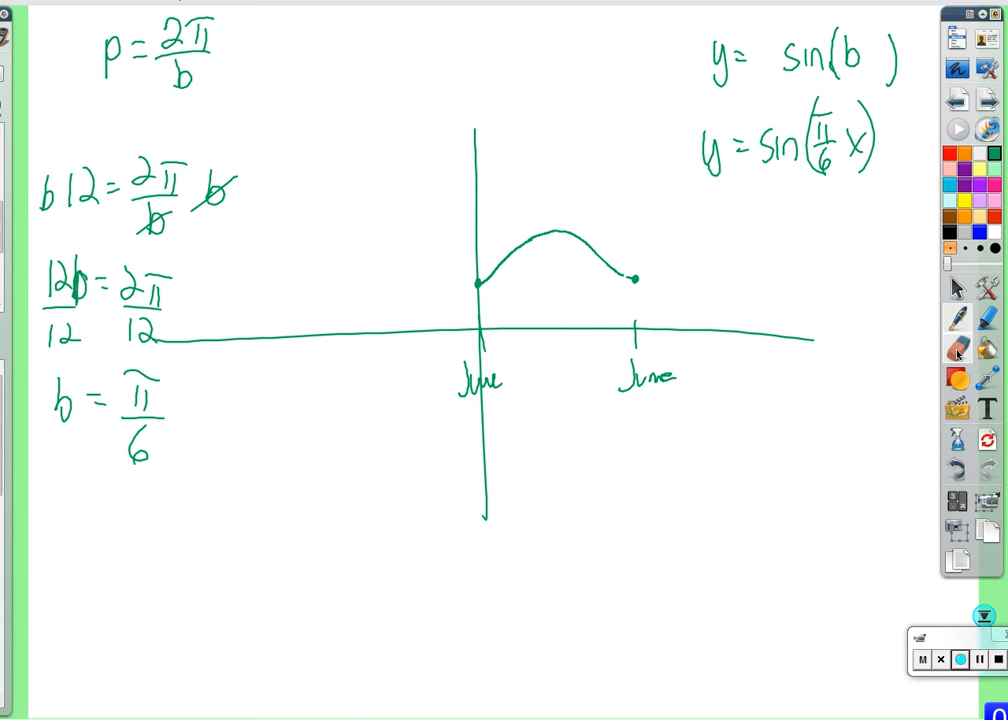 p = 2π/b
y = sin(b )
y = sin(π/6 x)
b 12 = 2π/b b
12b/12 = 2π/12
b = π/6
June
June
M